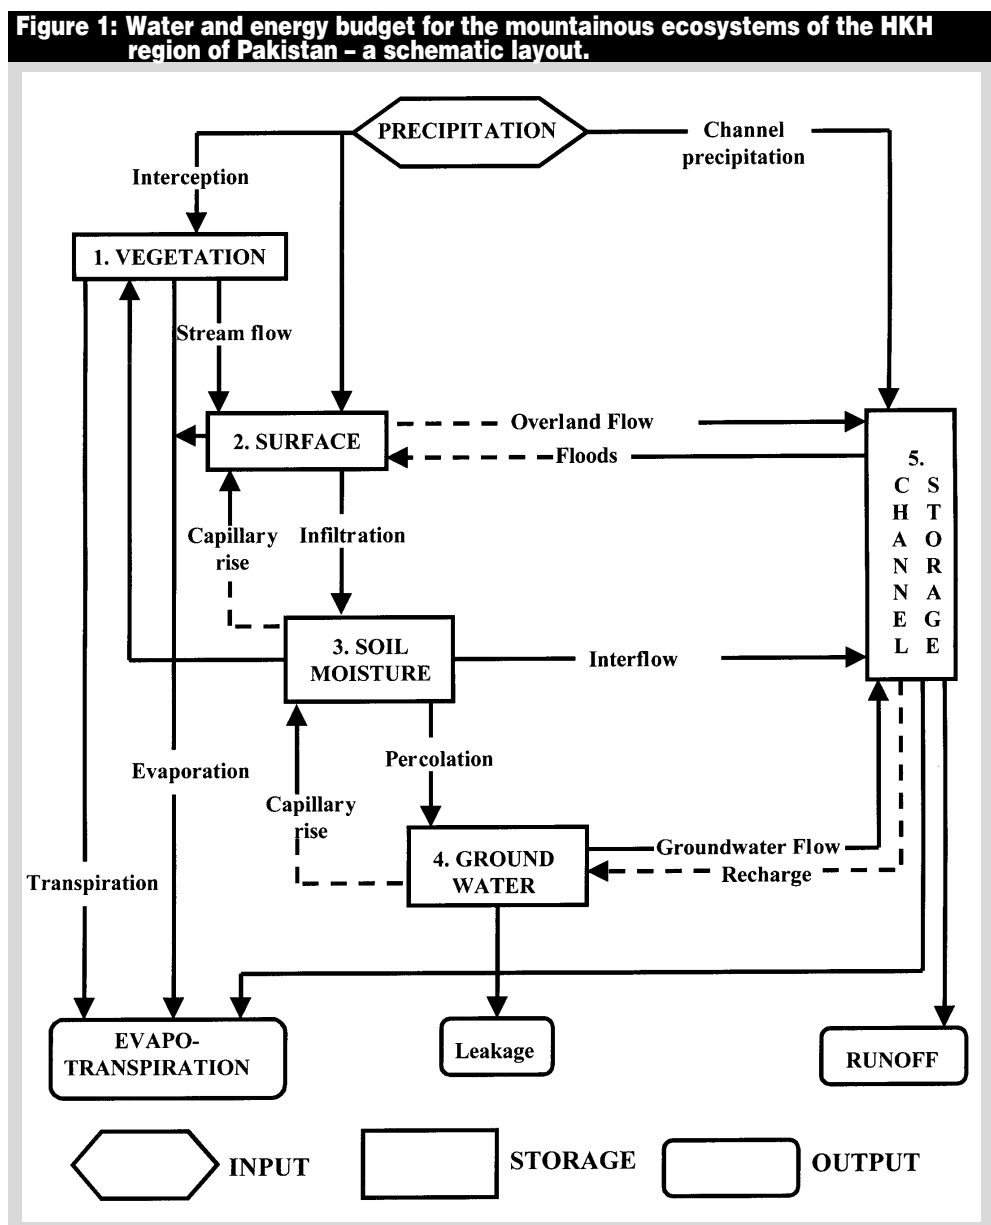 Figure 1: Water and energy budget for the mountainous ecosystems of the HKH
region of Pakistan – a schematic layout.
PRECIPITATION
Channel
precipitation
Interception
1. VEGETATION
Stream flow
2. SURFACE
Overland Flow
Floods
5.
CHANNEL
STORAGE
Capillary
rise
Infiltration
3. SOIL
MOISTURE
Interflow
Percolation
Evaporation
Capillary
rise
4. GROUND
WATER
Groundwater Flow
Recharge
Transpiration
EVAPO-
TRANSPIRATION
Leakage
RUNOFF
INPUT
STORAGE
OUTPUT